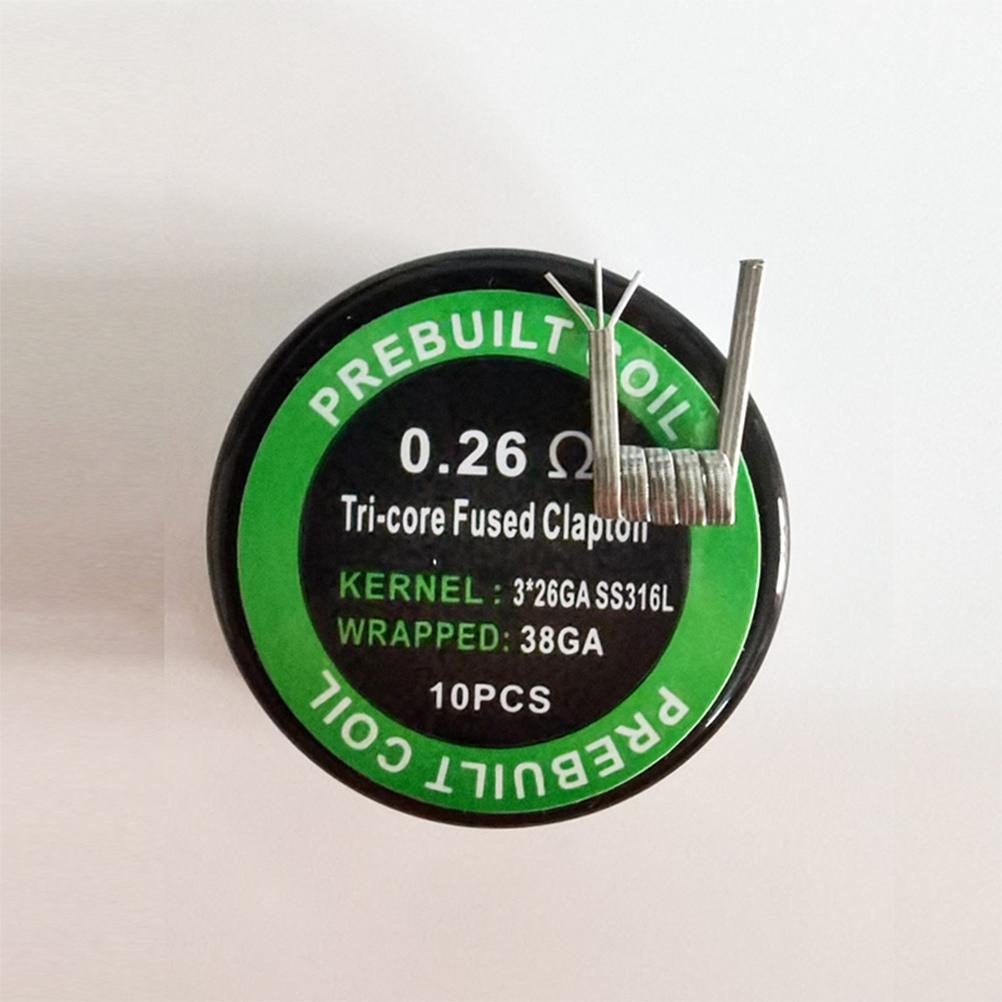 PREBUILT COIL
0.26 Ω
Tri-core Fused Clapton
KERNEL : 3*26GA SS316L
WRAPPED: 38GA
10PCS
PREBUILT COIL